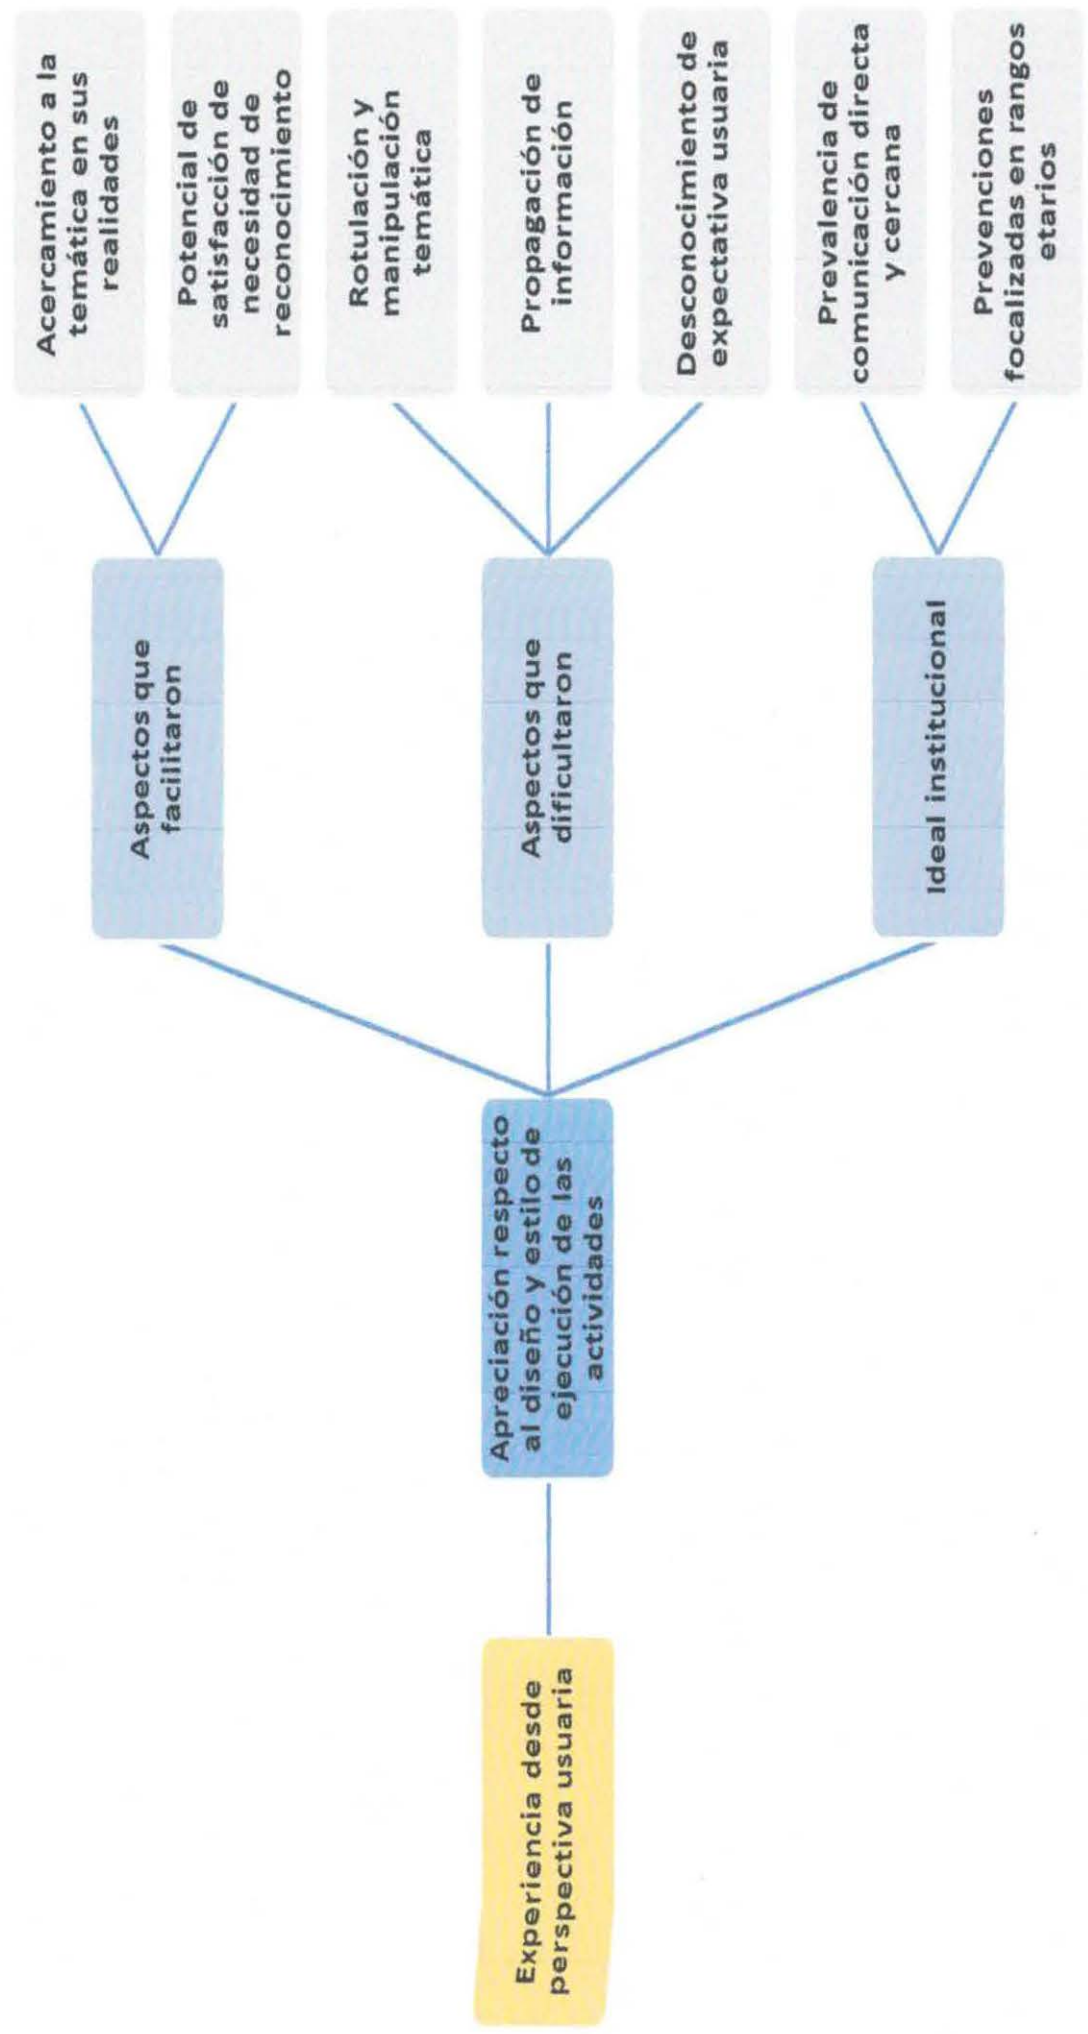 Experiencia desde
perspectiva usuaria
Apreciación respecto
al diseño y estilo de
ejecución de las
actividades
Aspectos que
facilitaron
Acercamiento a la
temática en sus
realidades
Potencial de
satisfacción de
necesidad de
reconocimiento
Aspectos que
dificultaron
Rotulación y
manipulación
temática
Propagación de
información
Desconocimiento de
expectativa usuaria
Ideal institucional
Prevalencia de
comunicación directa
y cercana
Prevenciones
focalizadas en rangos
etarios